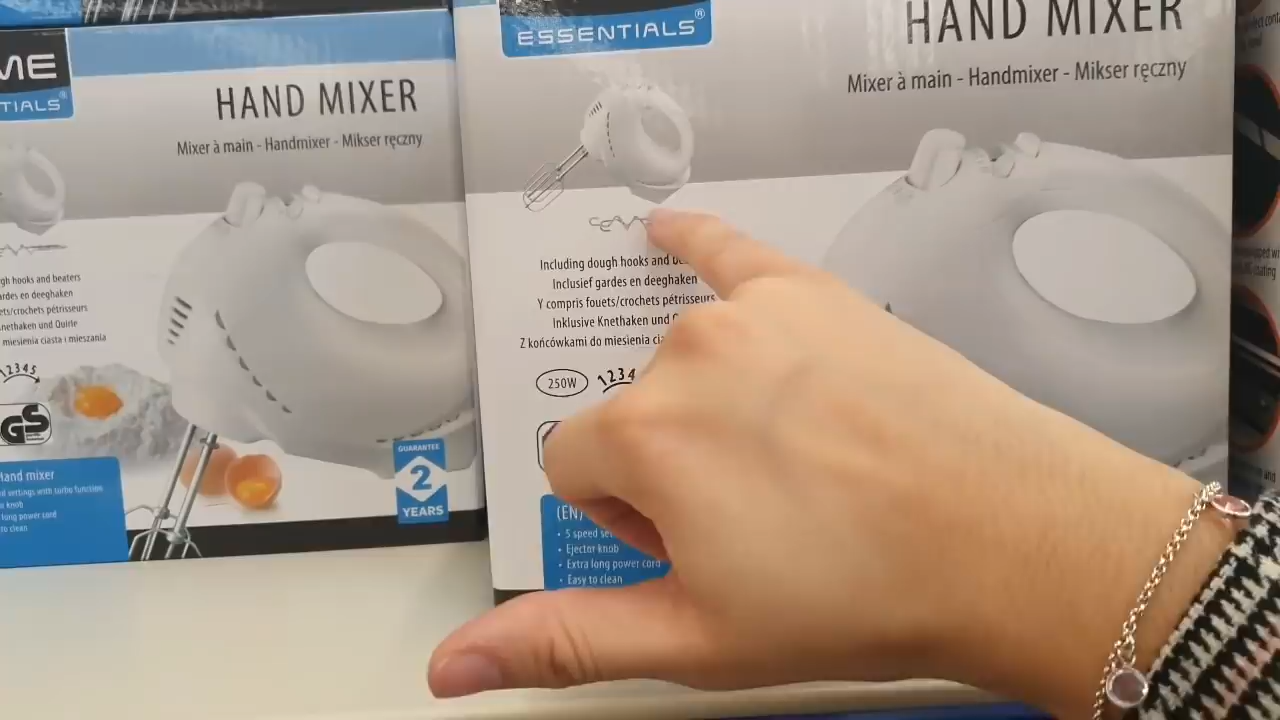 ME
TIALS®
HAND MIXER
Mixer à main - Handmixer - Mikser ręczny
gh hooks and beaters
ardes en deeghaken
ets/crochets pétrisseurs
nethaken und Quirle
miesienia ciasta i mieszania
12345
GS
GUARANTEE
2
YEARS
Hand mixer
d settings with turbo function
knob
long power cord
to clean
ESSENTIALS®
HAND MIXER
Mixer à main - Handmixer - Mikser ręczny
Including dough hooks and be
Inclusief gardes en deeghaken
Y compris fouets/crochets pétrisseurs
Inklusive Knethaken und Q
Z końcówkami do miesienia cia
250W
1234
(EN)
• 5 speed se
• Ejector knob
• Extra long power cord
• Easy to clean